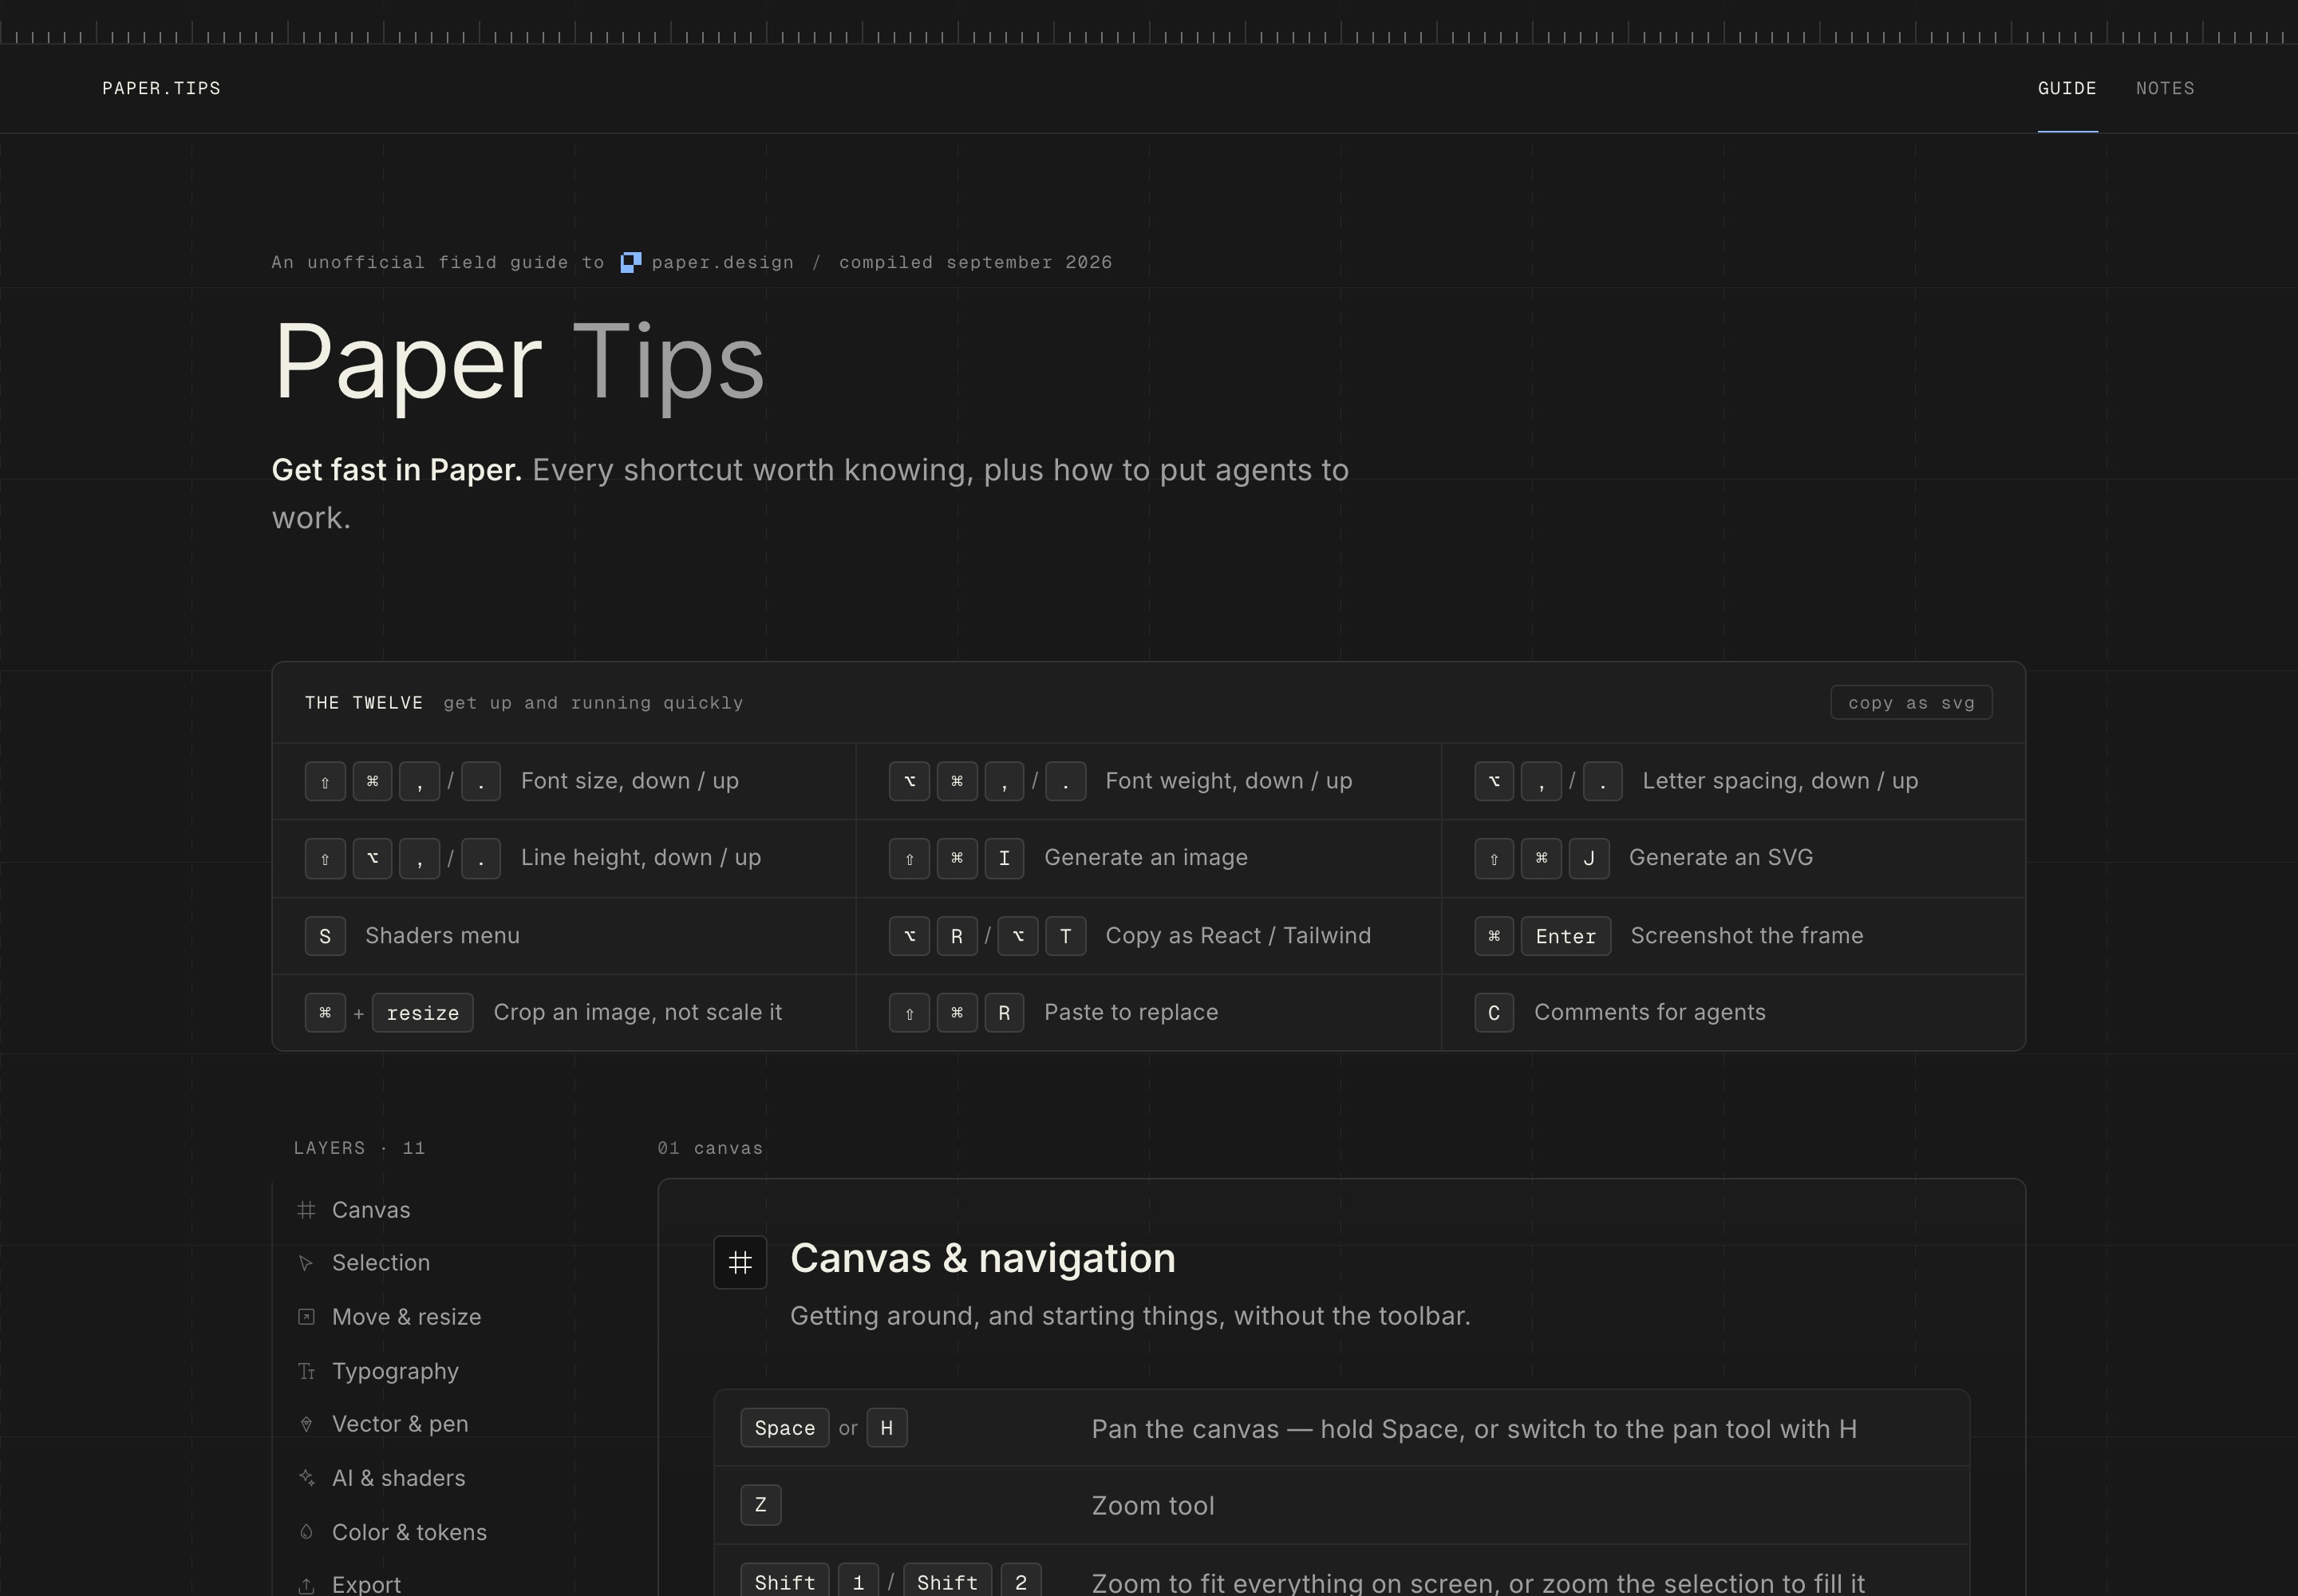 PAPER.TIPS
GUIDE NOTES
An unofficial field guide to paper.design / compiled september 2026
Paper Tips
Get fast in Paper. Every shortcut worth knowing, plus how to put agents to
work.
THE TWELVE get up and running quickly
copy as svg
⇧ ⌘ , / . Font size, down / up
⌥ ⌘ , / . Font weight, down / up
⌥ , / . Letter spacing, down / up
⇧ ⌥ , / . Line height, down / up
⇧ ⌘ I Generate an image
⇧ ⌘ J Generate an SVG
S Shaders menu
⌥ R / ⌥ T Copy as React / Tailwind
⌘ Enter Screenshot the frame
⌘ + resize Crop an image, not scale it
⇧ ⌘ R Paste to replace
C Comments for agents
LAYERS · 11
Canvas
Selection
Move & resize
Typography
Vector & pen
AI & shaders
Color & tokens
Export
01 canvas
Canvas & navigation
Getting around, and starting things, without the toolbar.
Space or H Pan the canvas — hold Space, or switch to the pan tool with H
Z Zoom tool
Shift 1 / Shift 2 Zoom to fit everything on screen, or zoom the selection to fill it